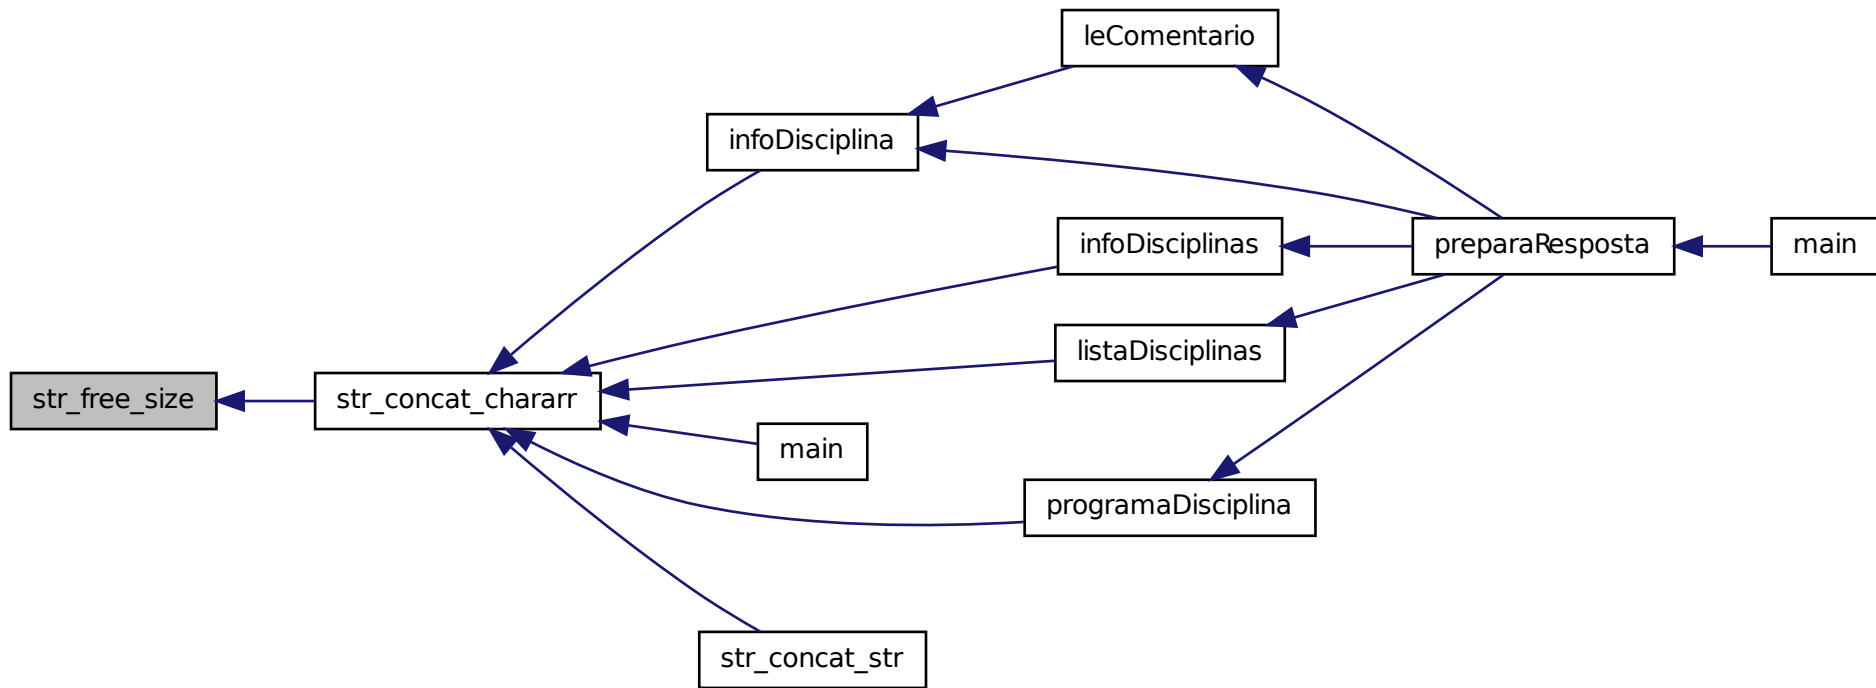 leComentario
infoDisciplina
infoDisciplinas
preparaResposta
main
listaDisciplinas
str_free_size
str_concat_chararr
main
programaDisciplina
str_concat_str